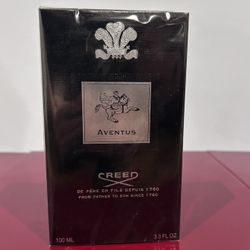 AVENTUS
CREED
DE PÈRE EN FILS DEPUIS 1760
FROM FATHER TO SON SINCE 1760
100 ML 3.3 FL.OZ